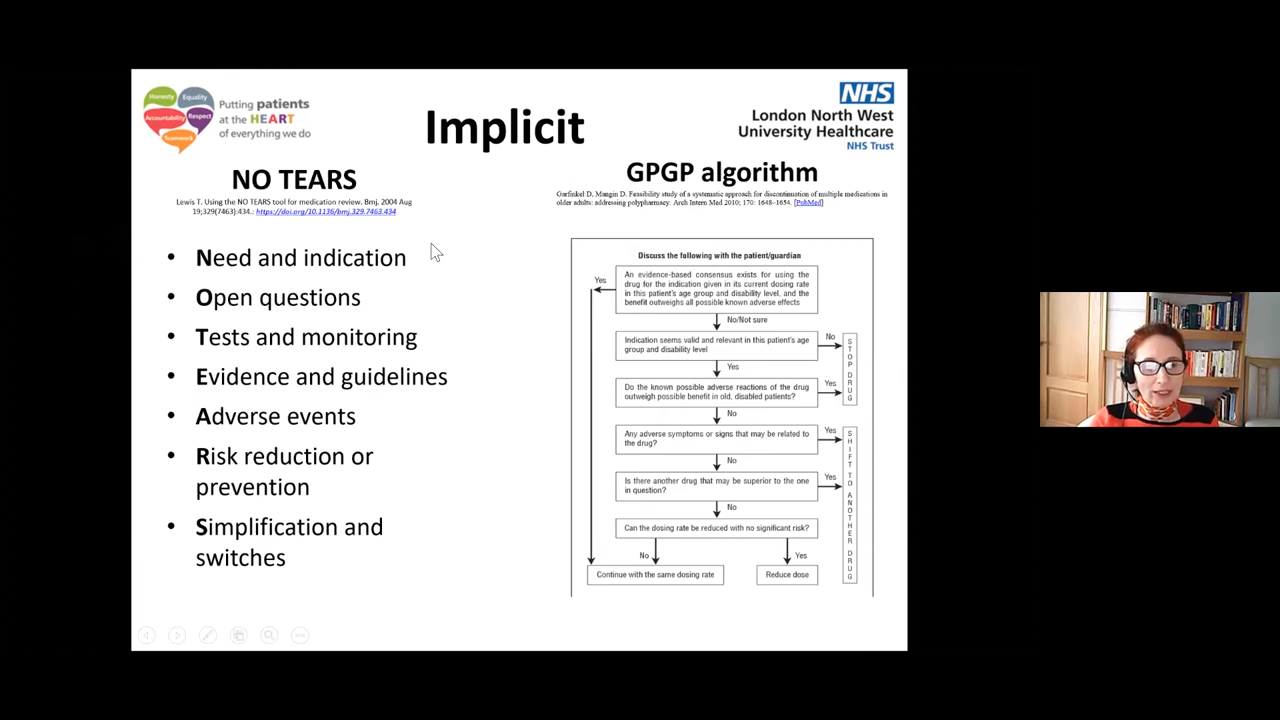 Honesty
Equality
Accountability
Respect
Teamwork
Putting patients
at the HEART
of everything we do
Implicit
NHS
London North West
University Healthcare
NHS Trust
NO TEARS
Lewis T. Using the NO TEARS tool for medication review. Bmj. 2004 Aug
19;329(7463):434.: https://doi.org/10.1136/bmj.329.7463.434
• Need and indication
• Open questions
• Tests and monitoring
• Evidence and guidelines
• Adverse events
• Risk reduction or
prevention
• Simplification and
switches
GPGP algorithm
Garfinkel D, Mangin D. Feasibility study of a systematic approach for discontinuation of multiple medications in
older adults: addressing polypharmacy. Arch Intern Med 2010; 170: 1648–1654. [PubMed]
Discuss the following with the patient/guardian
An evidence-based consensus exists for using the
drug for the indication given in its current dosing rate
in this patient's age group and disability level, and the
benefit outweighs all possible known adverse effects
Yes
No/Not sure
Indication seems valid and relevant in this patient's age
group and disability level
No
Yes
Do the known possible adverse reactions of the drug
outweigh possible benefit in old, disabled patients?
Yes
No
STOP DRUG
Any adverse symptoms or signs that may be related to
the drug?
Yes
No
Is there another drug that may be superior to the one
in question?
Yes
No
SHIFT TO ANOTHER DRUG
Can the dosing rate be reduced with no significant risk?
No
Yes
Continue with the same dosing rate
Reduce dose